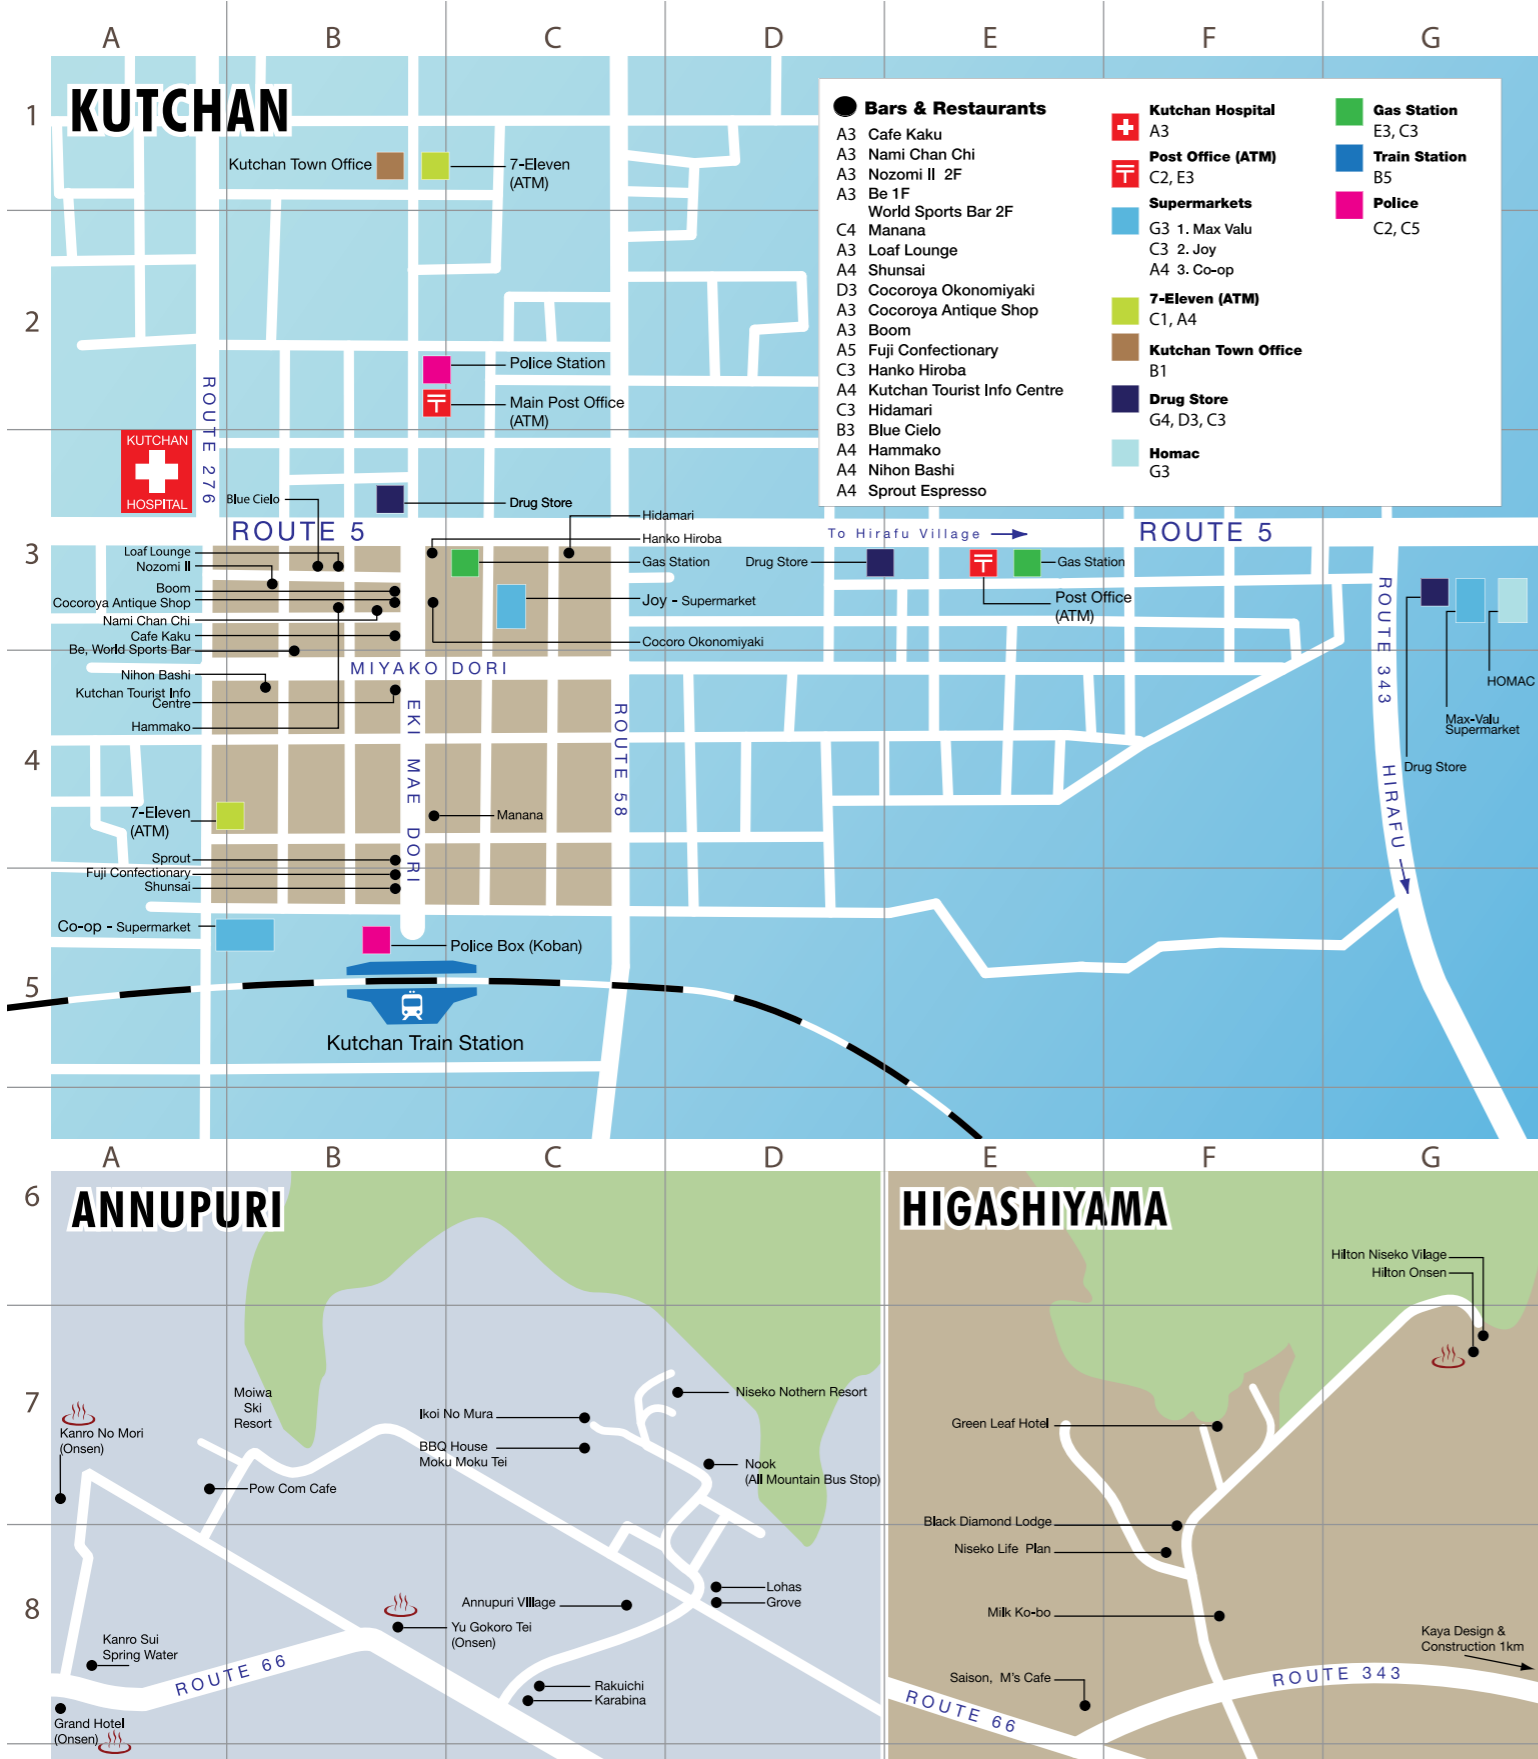 A B C D E F G
KUTCHAN
1
2
3
4
5
Kutchan Town Office
7-Eleven
(ATM)
Police Station
Main Post Office
(ATM)
ROUTE 276
KUTCHAN
HOSPITAL
Blue Cielo
Drug Store
ROUTE 5
Hidamari
Hanko Hiroba
Gas Station
Joy - Supermarket
Cocoro Okonomiyaki
Loaf Lounge
Nozomi II
Boom
Cocoroya Antique Shop
Nami Chan Chi
Cafe Kaku
Be, World Sports Bar
MIYAKO DORI
Nihon Bashi
Kutchan Tourist Info
Centre
Hammako
EKI MAE DORI
ROUTE 58
7-Eleven
(ATM)
Manana
Sprout
Fuji Confectionary
Shunsai
Co-op - Supermarket
Police Box (Koban)
Kutchan Train Station
To Hirafu Village
ROUTE 5
Drug Store
Gas Station
Post Office
(ATM)
ROUTE 343
HIRAFU
HOMAC
Max-Valu
Supermarket
Drug Store
Bars & Restaurants
A3 Cafe Kaku
A3 Nami Chan Chi
A3 Nozomi II 2F
A3 Be 1F
World Sports Bar 2F
C4 Manana
A3 Loaf Lounge
A4 Shunsai
D3 Cocoroya Okonomiyaki
A3 Cocoroya Antique Shop
A3 Boom
A5 Fuji Confectionary
C3 Hanko Hiroba
A4 Kutchan Tourist Info Centre
C3 Hidamari
B3 Blue Cielo
A4 Hammako
A4 Nihon Bashi
A4 Sprout Espresso
Kutchan Hospital
A3
Post Office (ATM)
C2, E3
Supermarkets
G3 1. Max Valu
C3 2. Joy
A4 3. Co-op
7-Eleven (ATM)
C1, A4
Kutchan Town Office
B1
Drug Store
G4, D3, C3
Homac
G3
Gas Station
E3, C3
Train Station
B5
Police
C2, C5
A B C D E F G
6
7
8
ANNUPURI
Moiwa
Ski
Resort
Kanro No Mori
(Onsen)
Pow Com Cafe
Ikoi No Mura
BBQ House
Moku Moku Tei
Niseko Nothern Resort
Nook
(All Mountain Bus Stop)
Lohas
Grove
Annupuri VIllage
Yu Gokoro Tei
(Onsen)
Kanro Sui
Spring Water
ROUTE 66
Rakuichi
Karabina
Grand Hotel
(Onsen)
HIGASHIYAMA
Hilton Niseko Vilage
Hilton Onsen
Green Leaf Hotel
Black Diamond Lodge
Niseko Life Plan
Milk Ko-bo
Saison, M's Cafe
Kaya Design &
Construction 1km
ROUTE 343
ROUTE 66